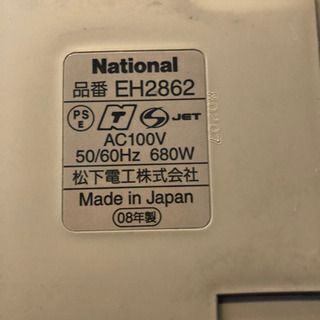 National
品番 EH2862
PS E JET
AC100V
50/60Hz 680W
松下電工株式会社
Made in Japan
08年製